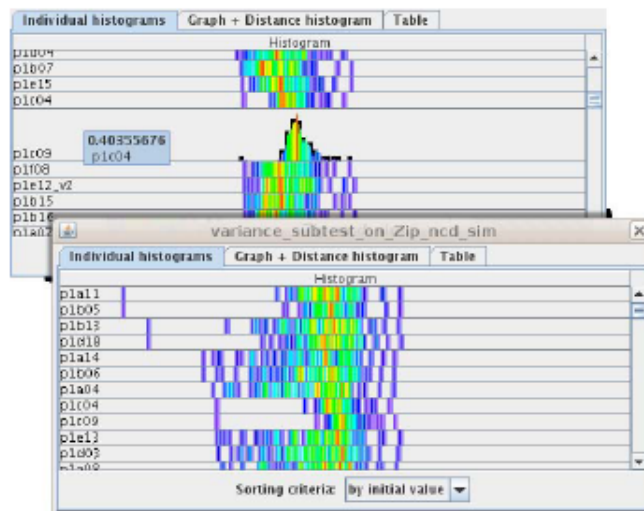 Individual histograms Graph + Distance histogram Table
Histogram
p1b07
p1e15
p1c04
0.40355676
p1c04
p1c09
p1f08
p1e12_v2
p1b15
p1b16
variance_subtest_on_Zip_ncd_sim
Individual histograms Graph + Distance histogram Table
Histogram
p1a11
p1b05
p1b13
p1d18
p1a14
p1b06
p1a04
p1c04
p1c09
p1e13
p1d03
p1a08
Sorting criteria: by initial value